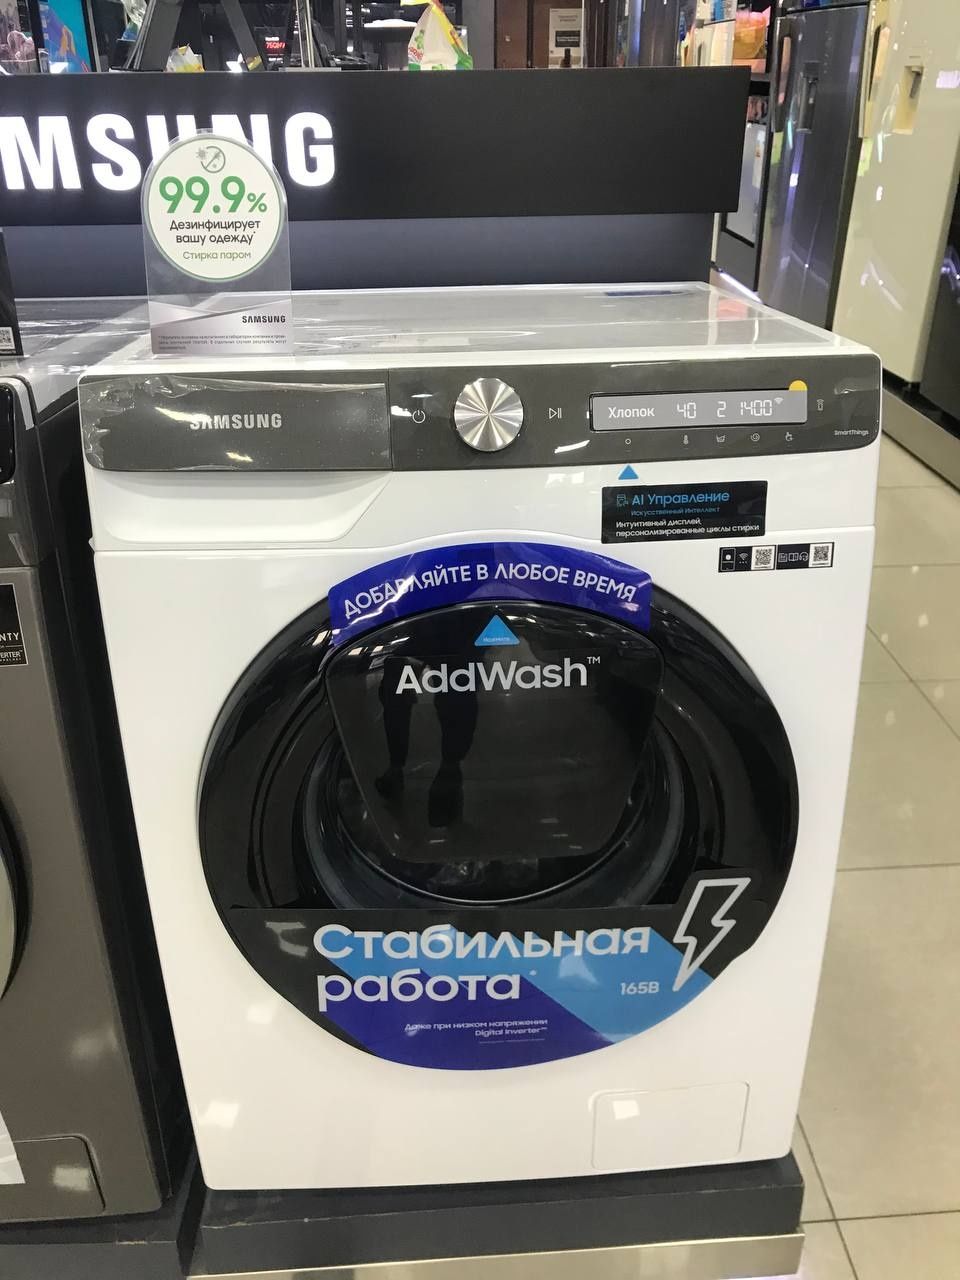 MSUNG
99.9%
Дезинфицирует
вашу одежду*
Стирка паром
SAMSUNG
SAMSUNG
Хлопок 40 2 1400
SmartThings
AI Управление
Искусственный Интеллект
Интуитивный дисплей,
персонализированные циклы стирки
ДОБАВЛЯЙТЕ В ЛЮБОЕ ВРЕМЯ
AddWash™
Стабильная
работа*
165В
Даже при низком напряжении
Digital Inverter™
NTY